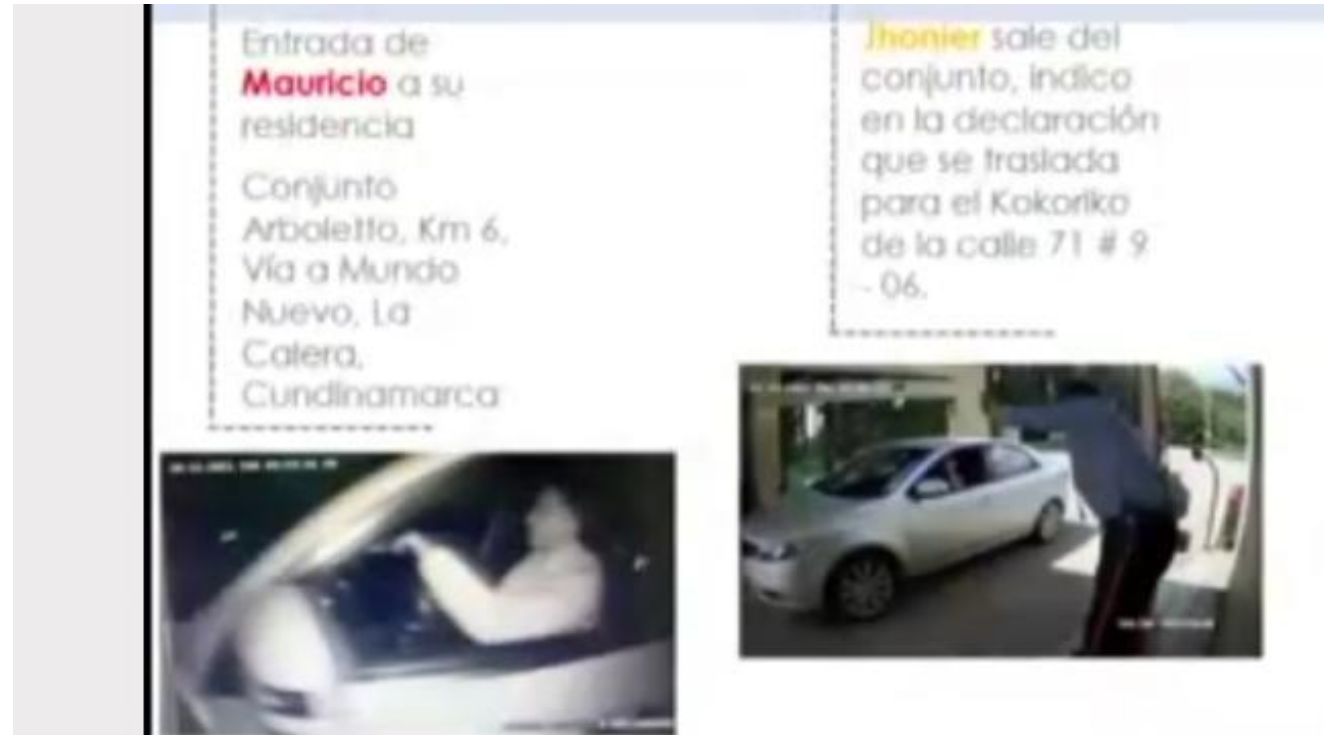 Entrada de
Mauricio a su
residencia
Conjunto
Arboletto, Km 6,
Vía a Mundo
Nuevo, La
Calera,
Cundinamarca
Jhonier sale del
conjunto, indico
en la declaración
que se traslada
para el Kokoriko
de la calle 71 # 9
- 06.